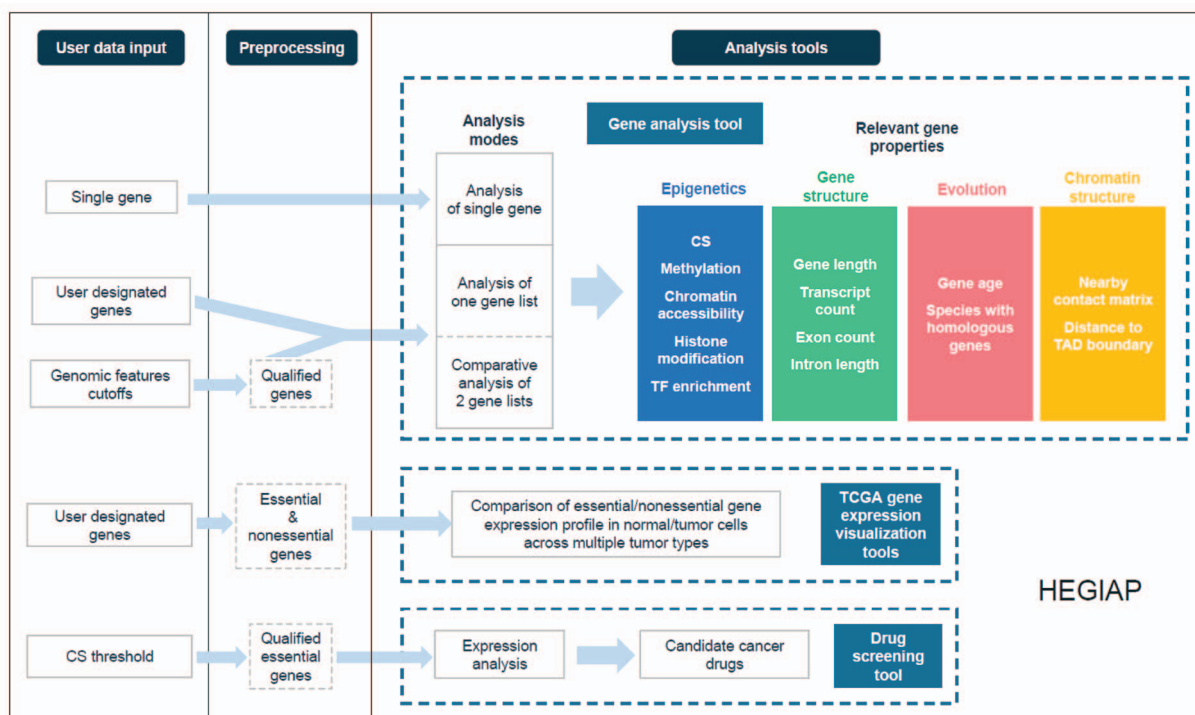 User data input
Preprocessing
Analysis tools
Analysis
modes
Gene analysis tool
Relevant gene
properties
Single gene
Analysis
of single gene
User designated
genes
Analysis of
one gene list
Genomic features
cutoffs
Qualified
genes
Comparative
analysis of
2 gene lists
Epigenetics
CS
Methylation
Chromatin
accessibility
Histone
modification
TF enrichment
Gene
structure
Gene length
Transcript
count
Exon count
Intron length
Evolution
Gene age
Species with
homologous
genes
Chromatin
structure
Nearby
contact matrix
Distance to
TAD boundary
User designated
genes
Essential
&
nonessential
genes
Comparison of essential/nonessential gene
expression profile in normal/tumor cells
across multiple tumor types
TCGA gene
expression
visualization
tools
HEGIAP
CS threshold
Qualified
essential
genes
Expression
analysis
Candidate cancer
drugs
Drug
screening
tool